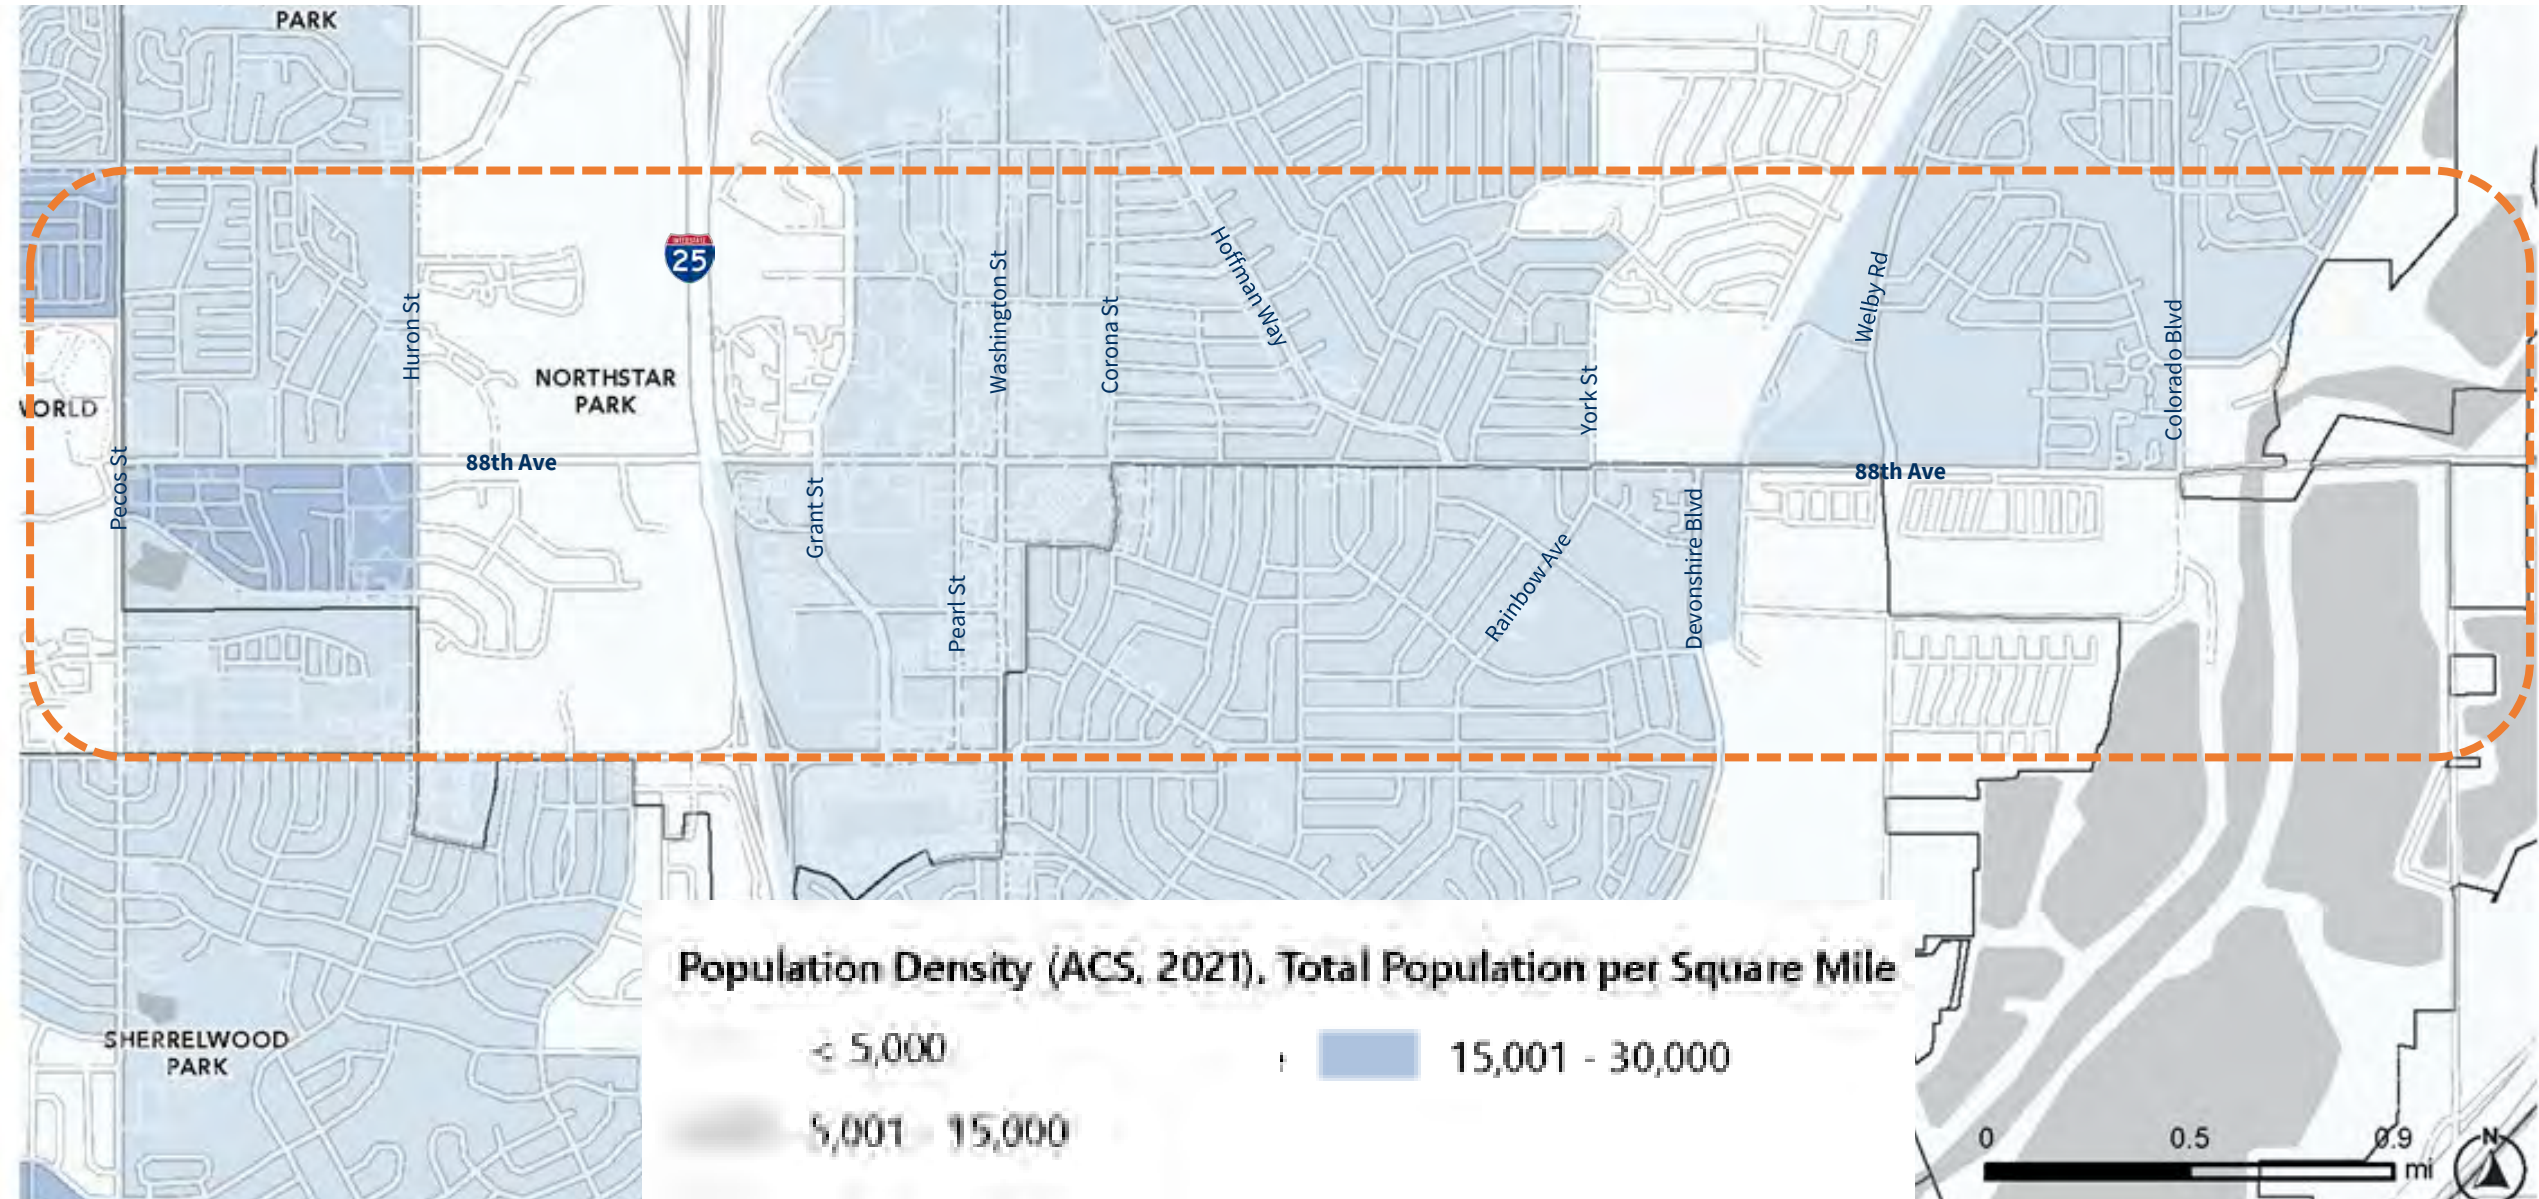 PARK
INTERSTATE
25
Hoffman Way
Washington St
Welby Rd
Huron St
Corona St
Colorado Blvd
NORTHSTAR
PARK
York St
WORLD
Pecos St
88th Ave
88th Ave
Grant St
Devonshire Blvd
Rainbow Ave
Pearl St
SHERRELWOOD
PARK
Population Density (ACS, 2021), Total Population per Square Mile
< 5,000
15,001 - 30,000
5,001 - 15,000
0 0.5 0.9
mi
N